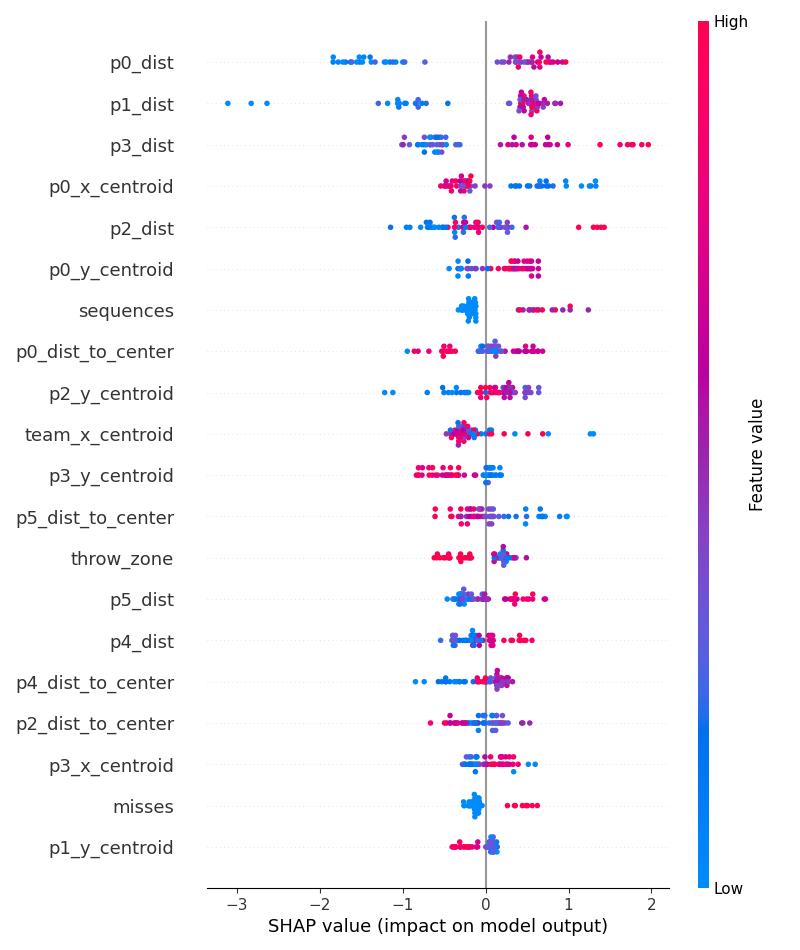 High
p0_dist
p1_dist
p3_dist
p0_x_centroid
p2_dist
p0_y_centroid
sequences
p0_dist_to_center
p2_y_centroid
team_x_centroid
p3_y_centroid
p5_dist_to_center
throw_zone
p5_dist
p4_dist
p4_dist_to_center
p2_dist_to_center
p3_x_centroid
misses
p1_y_centroid
Feature value
Low
−3 −2 −1 0 1 2
SHAP value (impact on model output)